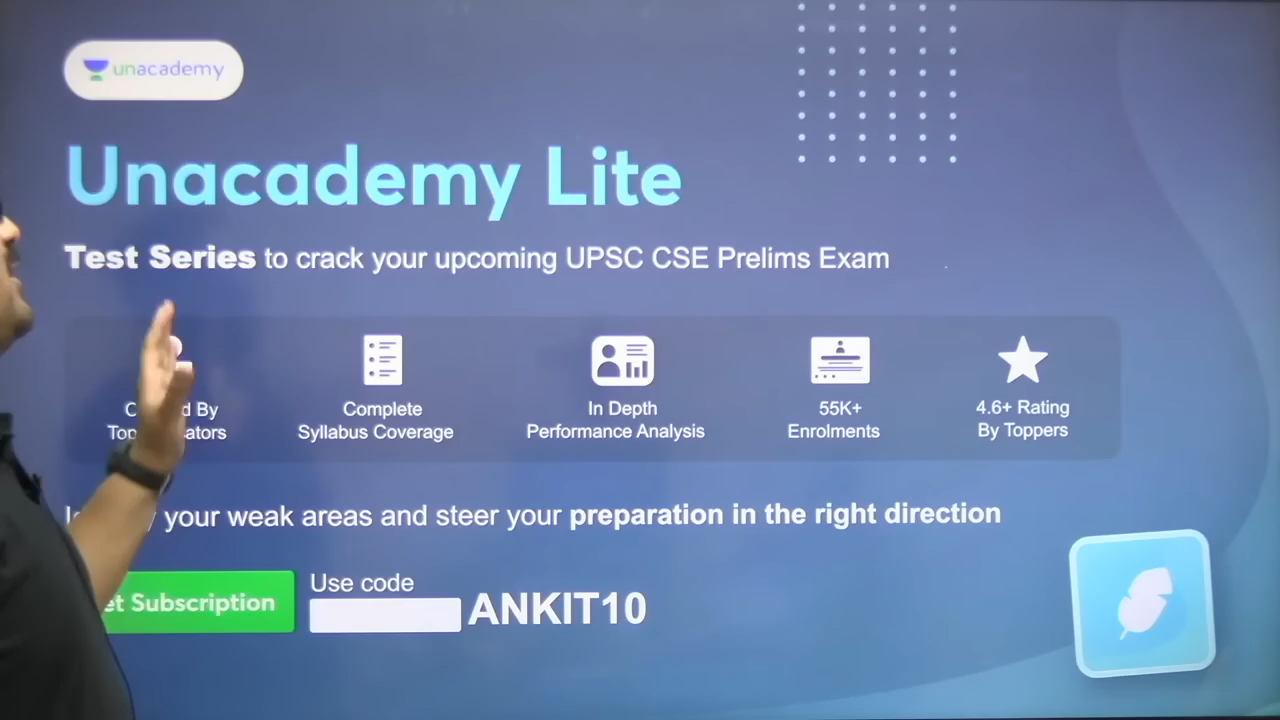 unacademy
Unacademy Lite
Test Series to crack your upcoming UPSC CSE Prelims Exam
By
Complete
Syllabus Coverage
In Depth
Performance Analysis
55K+
Enrolments
4.6+ Rating
By Toppers
your weak areas and steer your preparation in the right direction
Subscription
Use code
ANKIT10